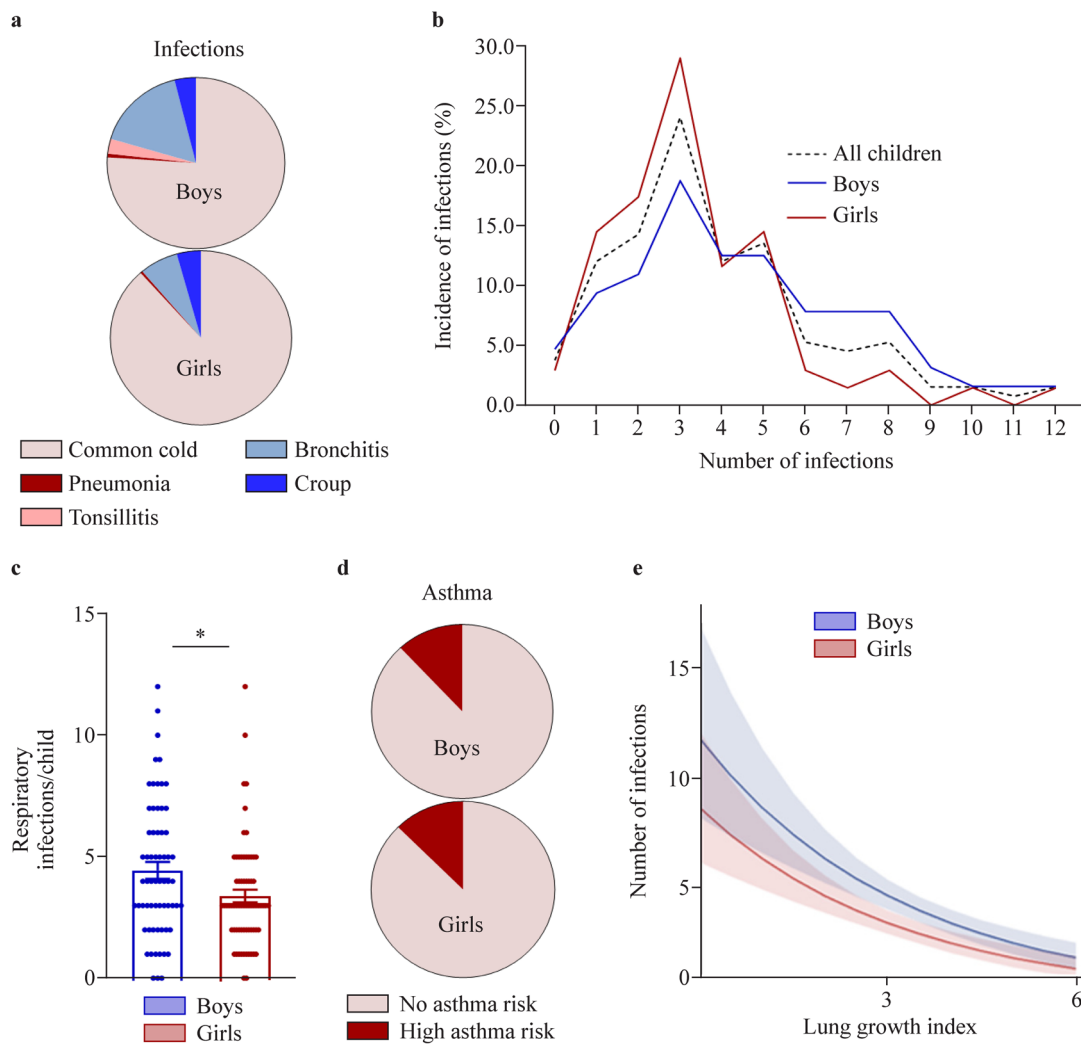 a
Infections
Boys
Girls
Common cold
Bronchitis
Pneumonia
Croup
Tonsillitis
b
30.0
25.0
20.0
15.0
10.0
5.0
0.0
Incidence of infections (%)
All children
Boys
Girls
0 1 2 3 4 5 6 7 8 9 10 11 12
Number of infections
c
15
10
5
0
Respiratory
infections/child
*
Boys
Girls
d
Asthma
Boys
Girls
No asthma risk
High asthma risk
e
Boys
Girls
15
10
5
0
Number of infections
3 6
Lung growth index